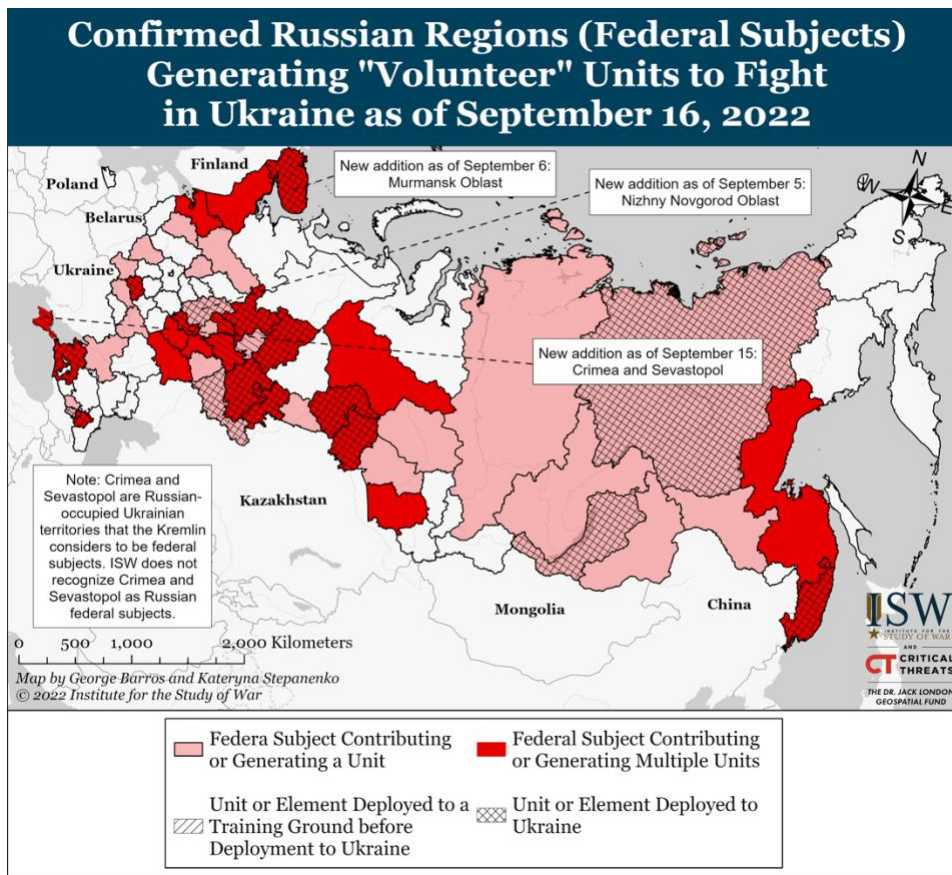 Confirmed Russian Regions (Federal Subjects)
Generating "Volunteer" Units to Fight
in Ukraine as of September 16, 2022
Finland
Poland
Belarus
Ukraine
New addition as of September 6:
Murmansk Oblast
New addition as of September 5:
Nizhny Novgorod Oblast
N
W
E
S
New addition as of September 15:
Crimea and Sevastopol
Note: Crimea and
Sevastopol are Russian-
occupied Ukrainian
territories that the Kremlin
considers to be federal
subjects. ISW does not
recognize Crimea and
Sevastopol as Russian
federal subjects.
Kazakhstan
Mongolia
China
0 500 1,000 2,000 Kilometers
Map by George Barros and Kateryna Stepanenko
© 2022 Institute for the Study of War
ISW
INSTITUTE FOR THE
STUDY OF WAR
AND
CT CRITICAL
THREATS
THE DR. JACK LONDON
GEOSPATIAL FUND
Federa Subject Contributing
or Generating a Unit
Federal Subject Contributing
or Generating Multiple Units
Unit or Element Deployed to a
Training Ground before
Deployment to Ukraine
Unit or Element Deployed to
Ukraine